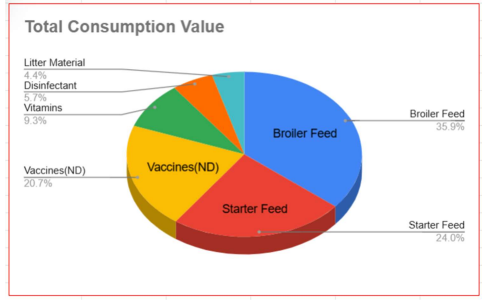 Total Consumption Value
Litter Material
4.4%
Disinfectant
5.7%
Vitamins
9.3%
Vaccines(ND)
20.7%
Broiler Feed
35.9%
Starter Feed
24.0%
Broiler Feed
Vaccines(ND)
Starter Feed